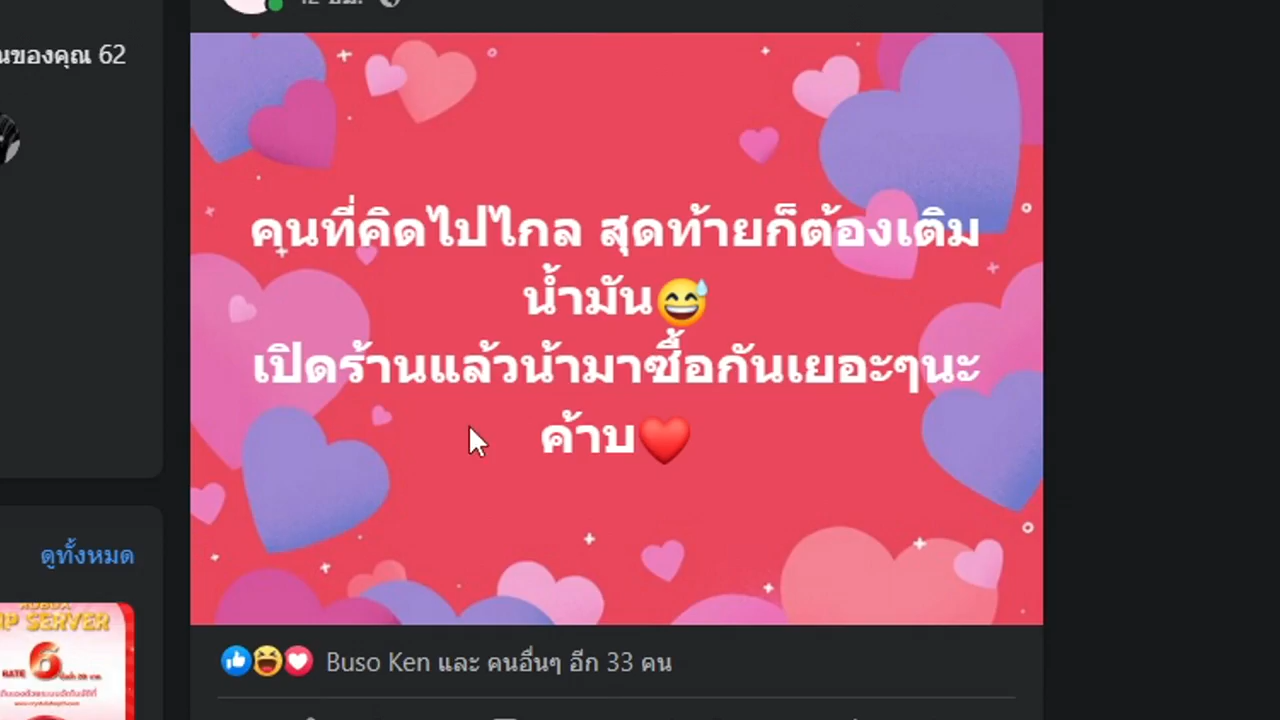 นของคุณ 62
คนที่คิดไปไกล สุดท้ายก็ต้องเติม
น้ำมัน😅
เปิดร้านแล้วน้ามาซื้อกันเยอะๆนะ
ค้าบ❤️
ดูทั้งหมด
SERVER
6
Buso Ken และ คนอื่นๆ อีก 33 คน